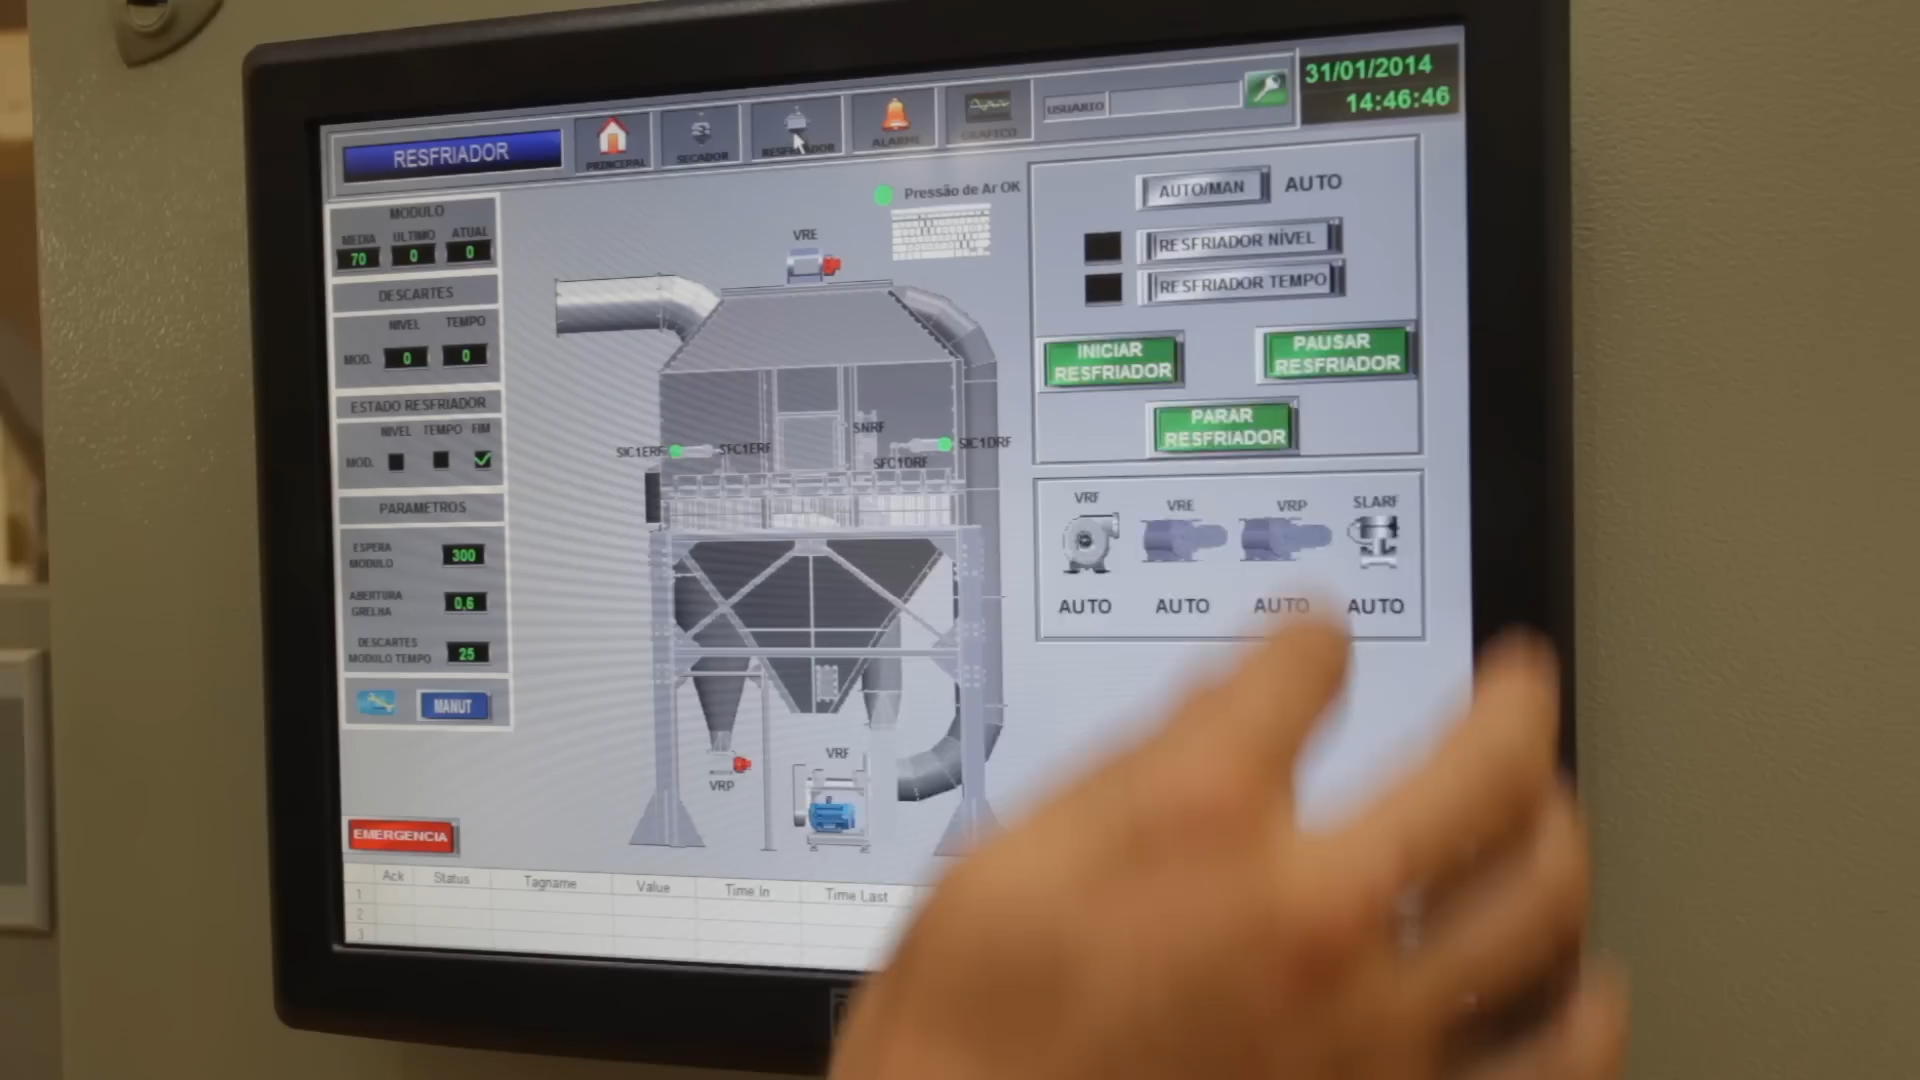 RESFRIADOR
PRINCIPAL
SECADOR
RESFRIADOR
ALARME
GRAFICO
USUARIO
31/01/2014
14:46:46
MODULO
MEDIA ULTIMO ATUAL
70 0 0
DESCARTES
NIVEL TEMPO
MOD. 0 0
ESTADO RESFRIADOR
NIVEL TEMPO FIM
MOD.
PARAMETROS
ESPERA
MODULO
300
ABERTURA
GRELHA
0,6
DESCARTES
MODULO TEMPO
25
MANUT
EMERGENCIA
Pressão de Ar OK
VRE
SIC1ERF
SFC1ERF
SNRF
SFC1DRF
SIC1DRF
VRP
VRF
AUTO/MAN AUTO
RESFRIADOR NÍVEL
RESFRIADOR TEMPO
INICIAR
RESFRIADOR
PAUSAR
RESFRIADOR
PARAR
RESFRIADOR
VRF VRE VRP SLARF
AUTO AUTO AUTO AUTO
Ack Status Tagname Value Time In Time Last
1
2
3